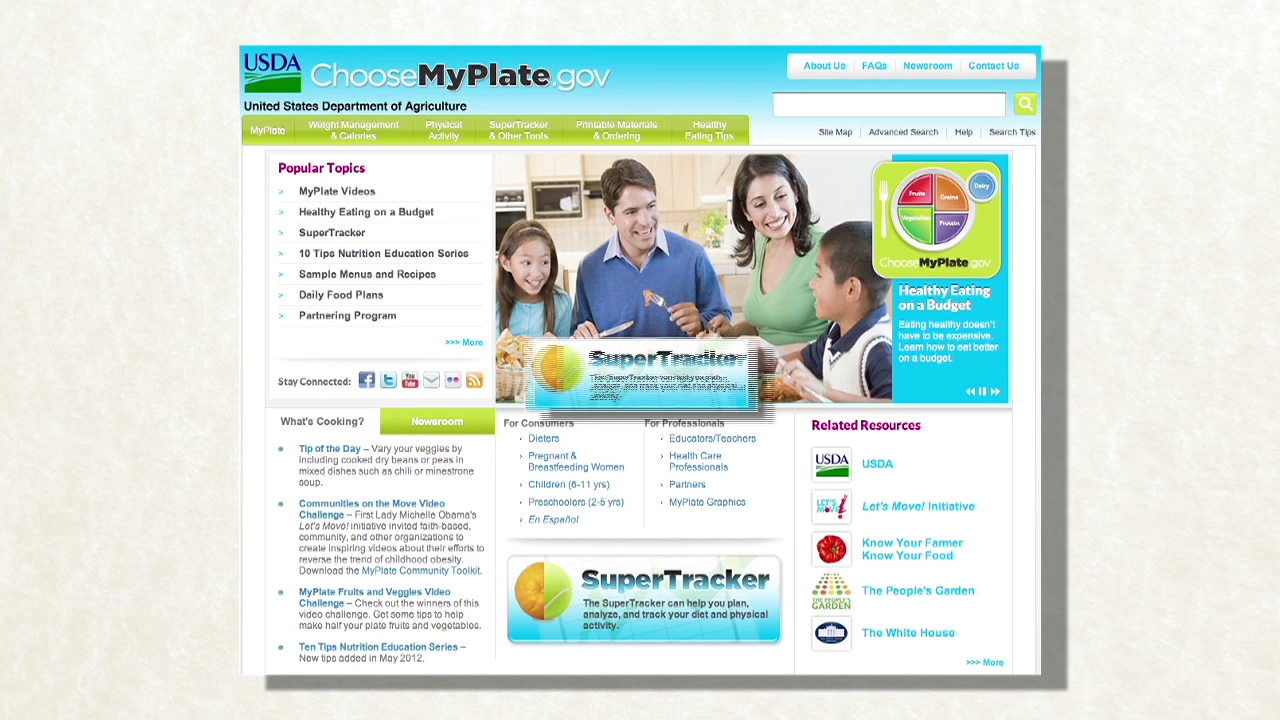 USDA
ChooseMyPlate.gov
United States Department of Agriculture
About Us
FAQs
Newsroom
Contact Us
Site Map
Advanced Search
Help
Search Tips
MyPlate
Weight Management
& Calories
Physical
Activity
SuperTracker
& Other Tools
Printable Materials
& Ordering
Healthy
Eating Tips
Popular Topics
> MyPlate Videos
> Healthy Eating on a Budget
> SuperTracker
> 10 Tips Nutrition Education Series
> Sample Menus and Recipes
> Daily Food Plans
> Partnering Program
>>> More
Stay Connected:
You
Tube
Fruits
Grains
Dairy
Vegetables
Protein
ChooseMyPlate.gov
Healthy Eating
on a Budget
Eating healthy doesn't
have to be expensive.
Learn how to eat better
on a budget.
SuperTracker
What's Cooking?
Newsroom
Tip of the Day – Vary your veggies by
including cooked dry beans or peas in
mixed dishes such as chili or minestrone
soup.
Communities on the Move Video
Challenge – First Lady Michelle Obama's
Let's Move! initiative invited faith-based,
community, and other organizations to
create inspiring videos about their efforts to
reverse the trend of childhood obesity.
Download the MyPlate Community Toolkit.
MyPlate Fruits and Veggies Video
Challenge – Check out the winners of this
video challenge. Get some tips to help
make half your plate fruits and vegetables.
Ten Tips Nutrition Education Series –
New tips added in May 2012.
For Consumers
Dieters
Pregnant &
Breastfeeding Women
Children (6-11 yrs)
Preschoolers (2-5 yrs)
En Español
For Professionals
Educators/Teachers
Health Care
Professionals
Partners
MyPlate Graphics
SuperTracker
The SuperTracker can help you plan,
analyze, and track your diet and physical
activity.
Related Resources
USDA
USDA
LET'S
MOVE!
Let's Move! Initiative
Know Your Farmer
Know Your Food
THE PEOPLE'S
GARDEN
The People's Garden
The White House
>>> More